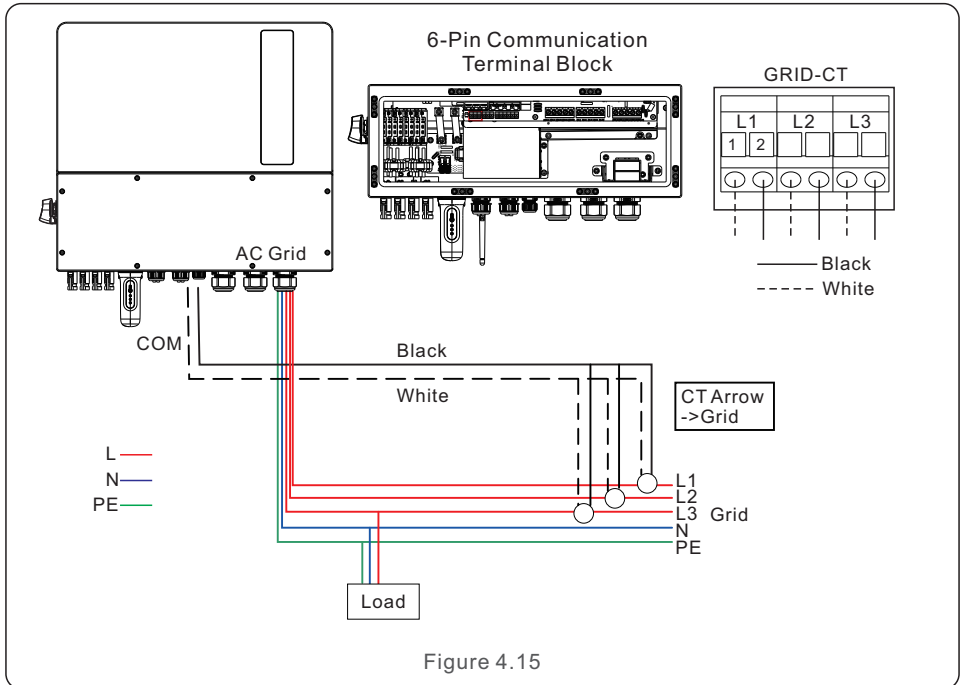 6-Pin Communication
Terminal Block
GRID-CT
L1 L2 L3
1 2
Black
White
AC Grid
COM
Black
White
CT Arrow
->Grid
L
N
PE
L1
L2
L3
Grid
N
PE
Load
Figure 4.15